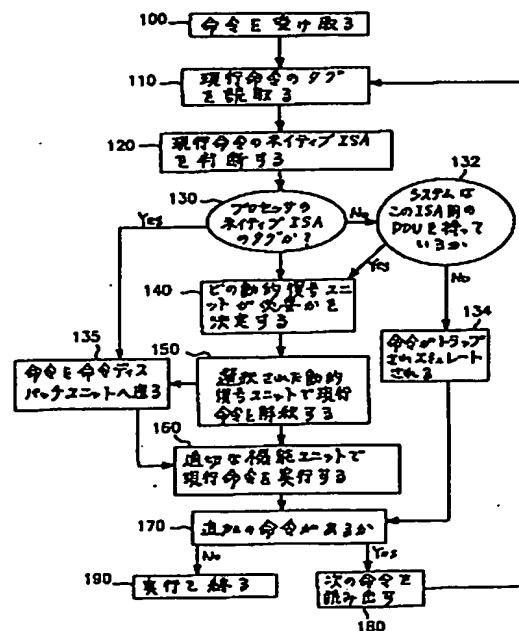 100
命令を受け取る
110
現行命令のタグ
を読取る
120
現行命令のネイティブISA
を判断する
130
プロセッサの
ネイティブISA
のタグか?
Yes
No
132
システムは
このISA用の
DDUを持って
いるか
Yes
No
140
どの動的復号ユニ
ットが必要かを
決定する
134
命令がトラップ
されエミュレート
される
135
命令を命令ディス
パッチユニットへ送る
150
選択された動的
復号ユニットで現行
命令を解釈する
160
適切な機能ユニットで
現行命令を実行する
170
追加の命令があるか
No
Yes
190
実行を終る
次の命令を
読み出す
180